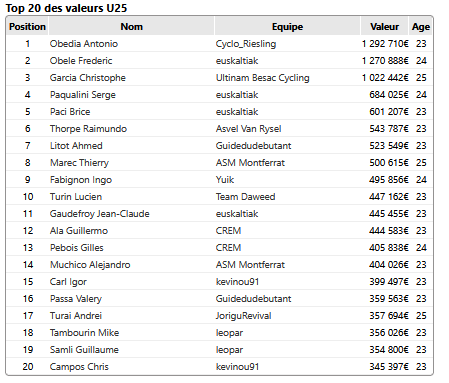 Top 20 des valeurs U25
Position Nom Equipe Valeur Age
1 Obedia Antonio Cyclo_Riesling 1 292 710€ 23
2 Obele Frederic euskaltiak 1 270 888€ 24
3 Garcia Christophe Ultinam Besac Cycling 1 022 442€ 25
4 Paqualini Serge euskaltiak 684 025€ 24
5 Paci Brice euskaltiak 601 207€ 23
6 Thorpe Raimundo Asvel Van Rysel 543 787€ 23
7 Litot Ahmed Guidedudebutant 523 549€ 23
8 Marec Thierry ASM Montferrat 500 615€ 25
9 Fabignon Ingo Yuik 495 856€ 24
10 Turin Lucien Team Daweed 447 162€ 23
11 Gaudefroy Jean-Claude euskaltiak 445 455€ 23
12 Ala Guillermo CREM 444 583€ 23
13 Pebois Gilles CREM 405 838€ 24
14 Muchico Alejandro ASM Montferrat 404 026€ 23
15 Carl Igor kevinou91 399 497€ 23
16 Passa Valery Guidedudebutant 359 563€ 23
17 Turai Andrei JoriguRevival 357 694€ 25
18 Tambourin Mike leopar 356 026€ 23
19 Samli Guillaume leopar 354 800€ 23
20 Campos Chris kevinou91 345 397€ 23